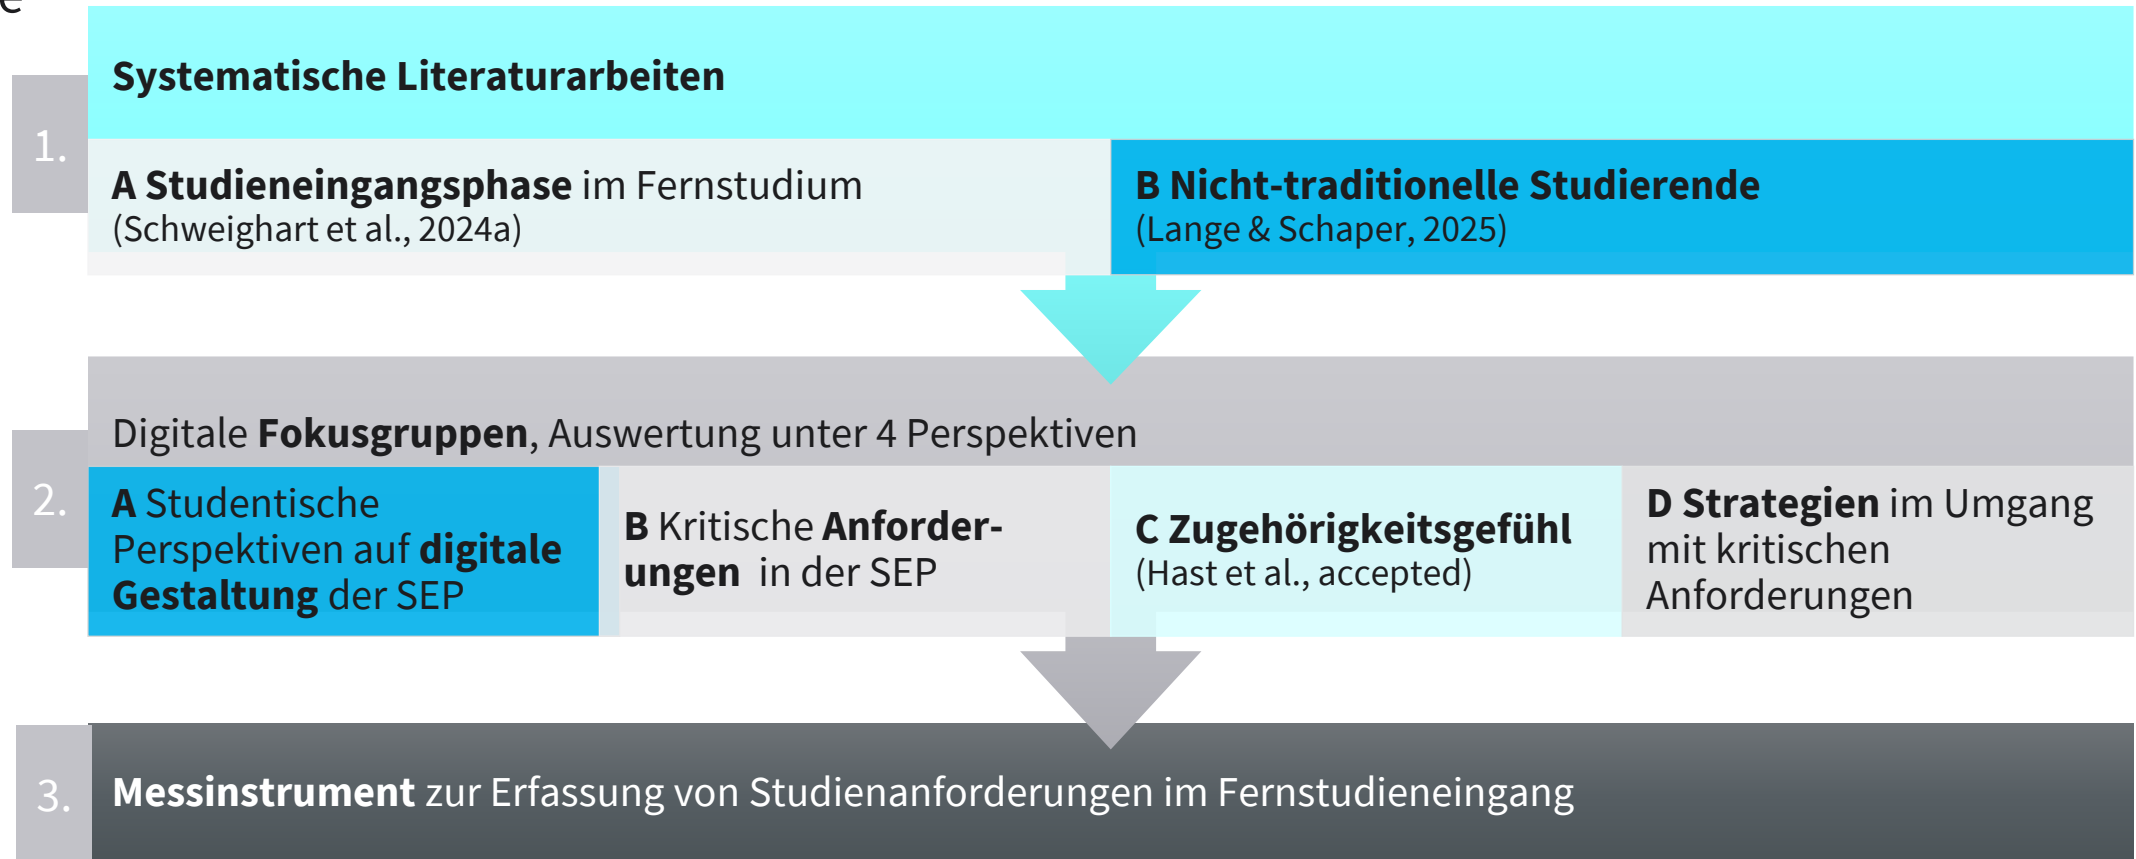 e
Systematische Literaturarbeiten
1.
A Studieneingangsphase im Fernstudium
(Schweighart et al., 2024a)
B Nicht-traditionelle Studierende
(Lange & Schaper, 2025)
Digitale Fokusgruppen, Auswertung unter 4 Perspektiven
2.
A Studentische
Perspektiven auf digitale
Gestaltung der SEP
B Kritische Anforder-
ungen in der SEP
C Zugehörigkeitsgefühl
(Hast et al., accepted)
D Strategien im Umgang
mit kritischen
Anforderungen
3.
Messinstrument zur Erfassung von Studienanforderungen im Fernstudieneingang